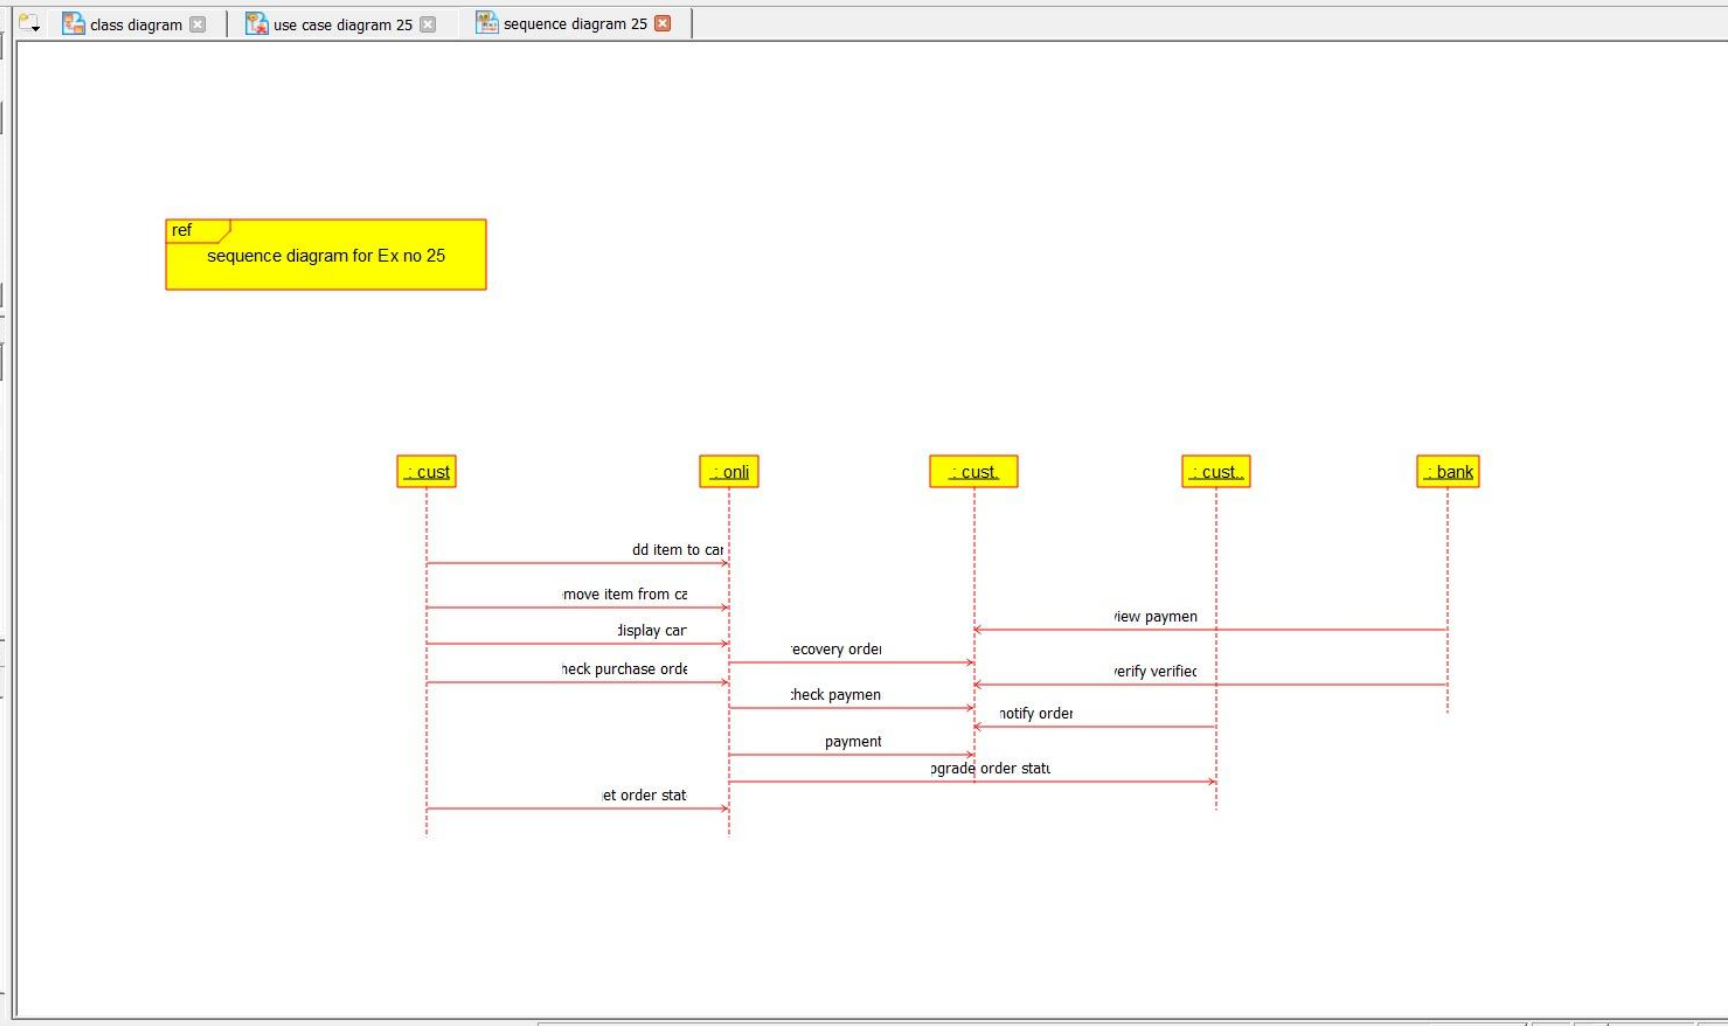 class diagram
use case diagram 25
sequence diagram 25
ref
sequence diagram for Ex no 25
: cust
: onli
: cust.
: cust..
: bank
dd item to car
move item from ca
view paymen
display car
recovery order
heck purchase orde
verify verified
check paymen
notify order
payment
pgrade order statu
et order stat